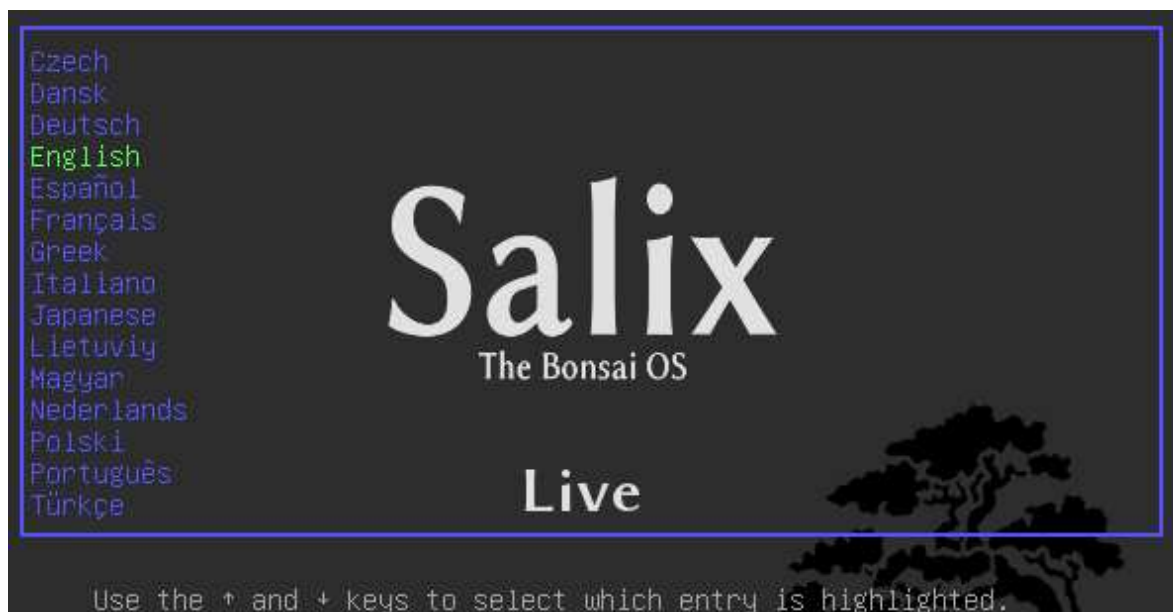 Czech
Dansk
Deutsch
English
Español
Français
Greek
Italiano
Japanese
Lietuviy
Magyar
Nederlands
Polski
Português
Türkçe
Salix
The Bonsai OS
Live
Use the ↑ and ↓ keys to select which entry is highlighted.